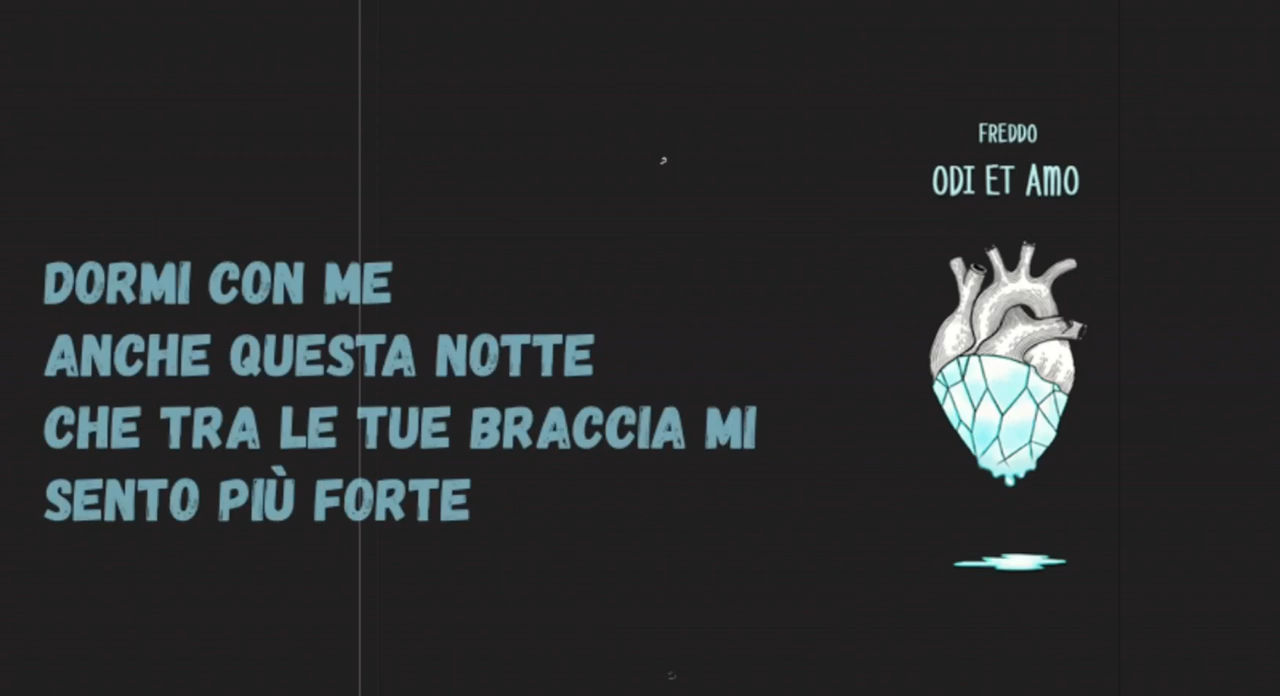 FREDDO
ODI ET AMO
DORMI CON ME
ANCHE QUESTA NOTTE
CHE TRA LE TUE BRACCIA MI
SENTO PIÙ FORTE